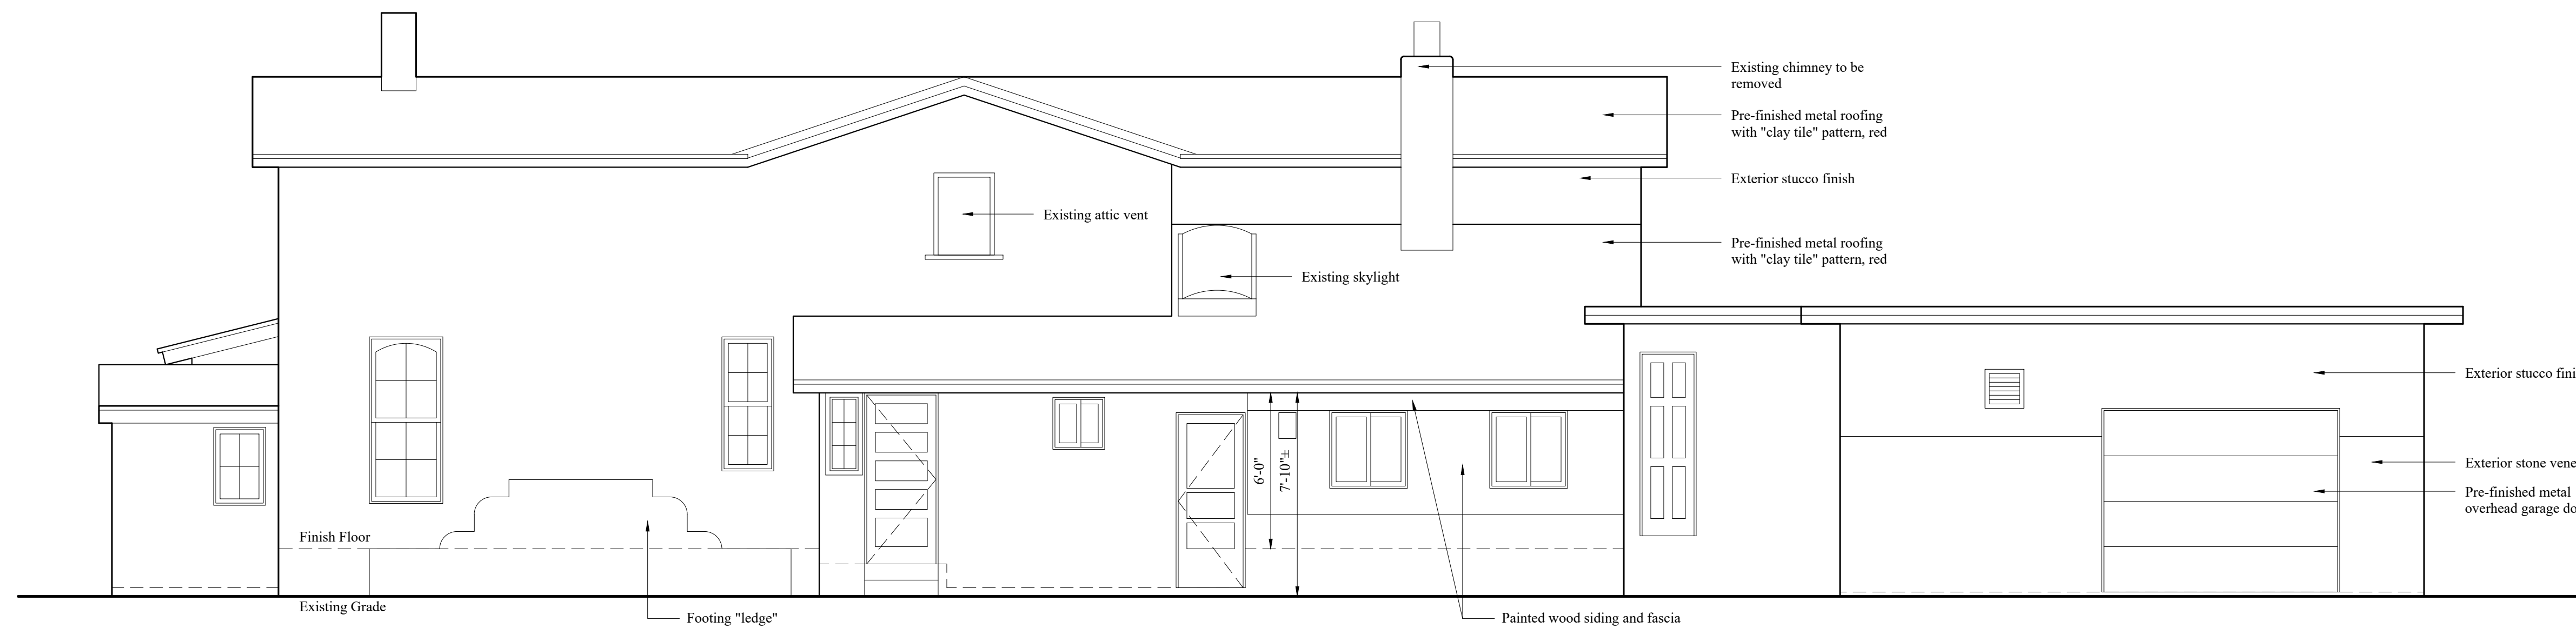 Existing chimney to be
removed
Pre-finished metal roofing
with "clay tile" pattern, red
Exterior stucco finish
Existing attic vent
Pre-finished metal roofing
with "clay tile" pattern, red
Existing skylight
Exterior stucco fini
6'-0"
7'-10"±
Exterior stone vene
Pre-finished metal
overhead garage do
Finish Floor
Existing Grade
Footing "ledge"
Painted wood siding and fascia